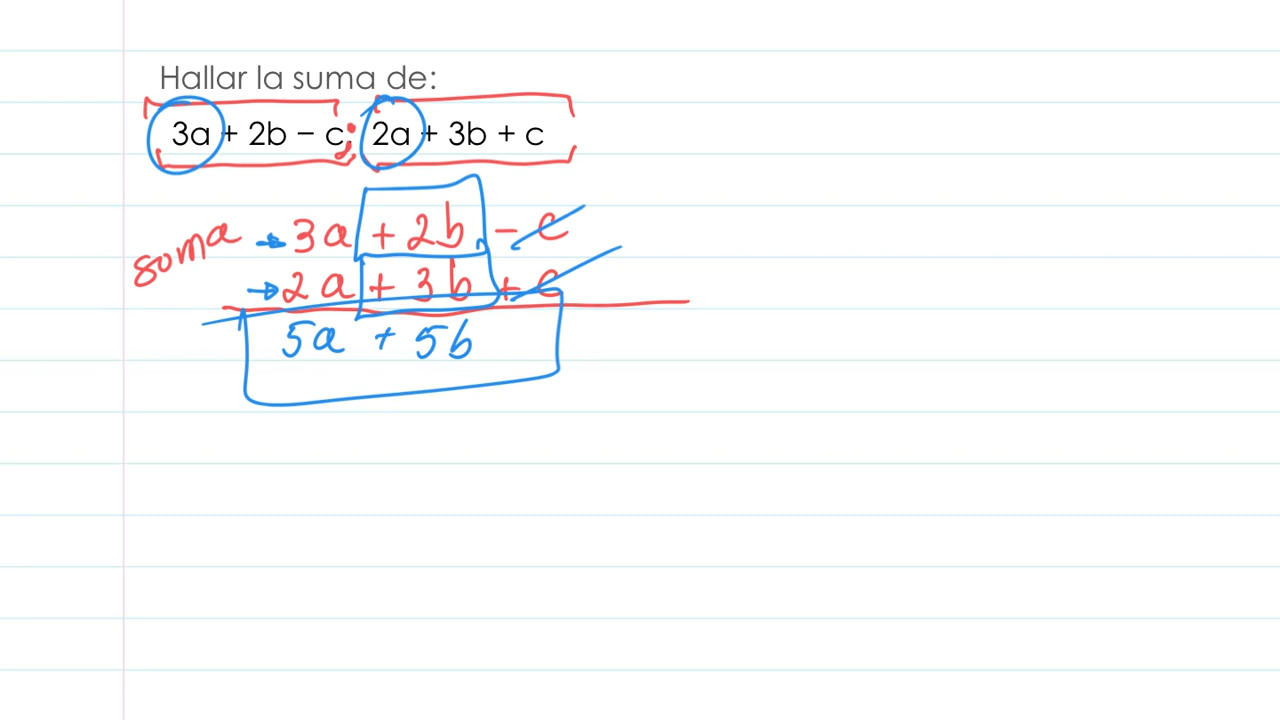 Hallar la suma de:
3a + 2b − c; 2a + 3b + c
suma 3a + 2b - c
2a + 3b + c
5a + 5b